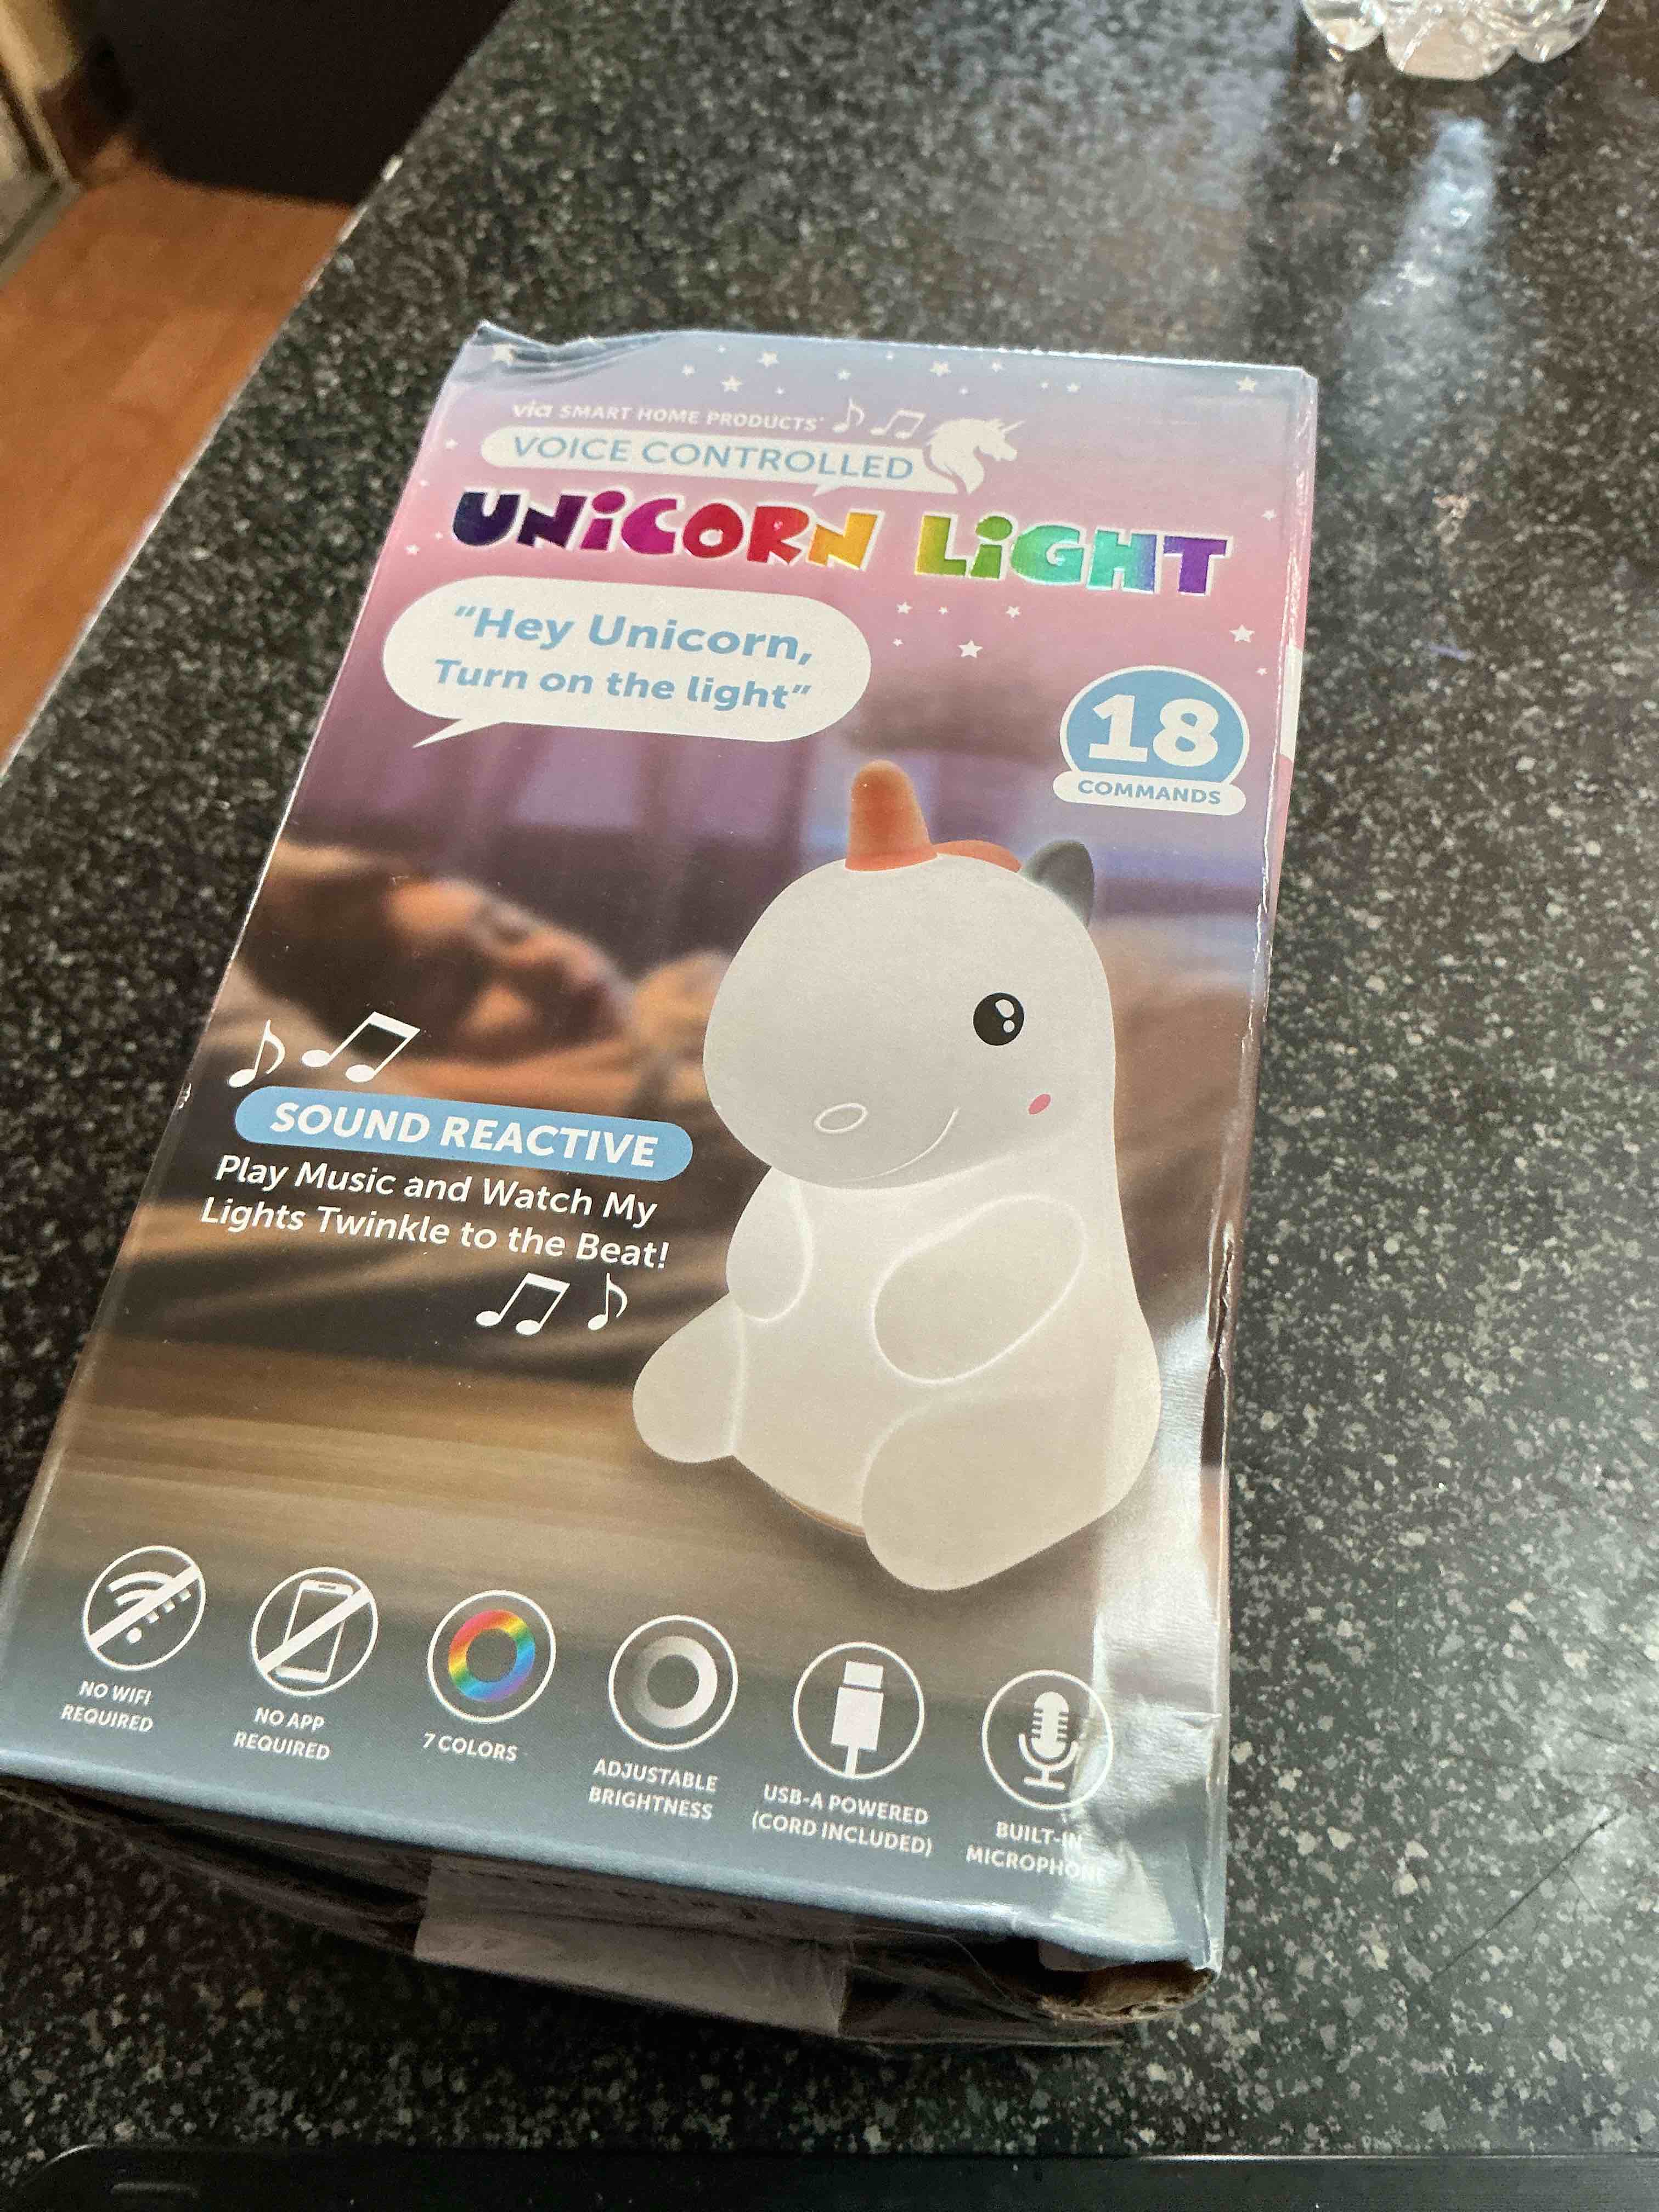 via SMART HOME PRODUCTS
VOICE CONTROLLED
UNiCORN LiGHT
"Hey Unicorn,
Turn on the light"
18
COMMANDS
SOUND REACTIVE
Play Music and Watch My
Lights Twinkle to the Beat!
NO WIFI
REQUIRED
NO APP
REQUIRED
7 COLORS
ADJUSTABLE
BRIGHTNESS
USB-A POWERED
(CORD INCLUDED)
BUILT-IN
MICROPHONE